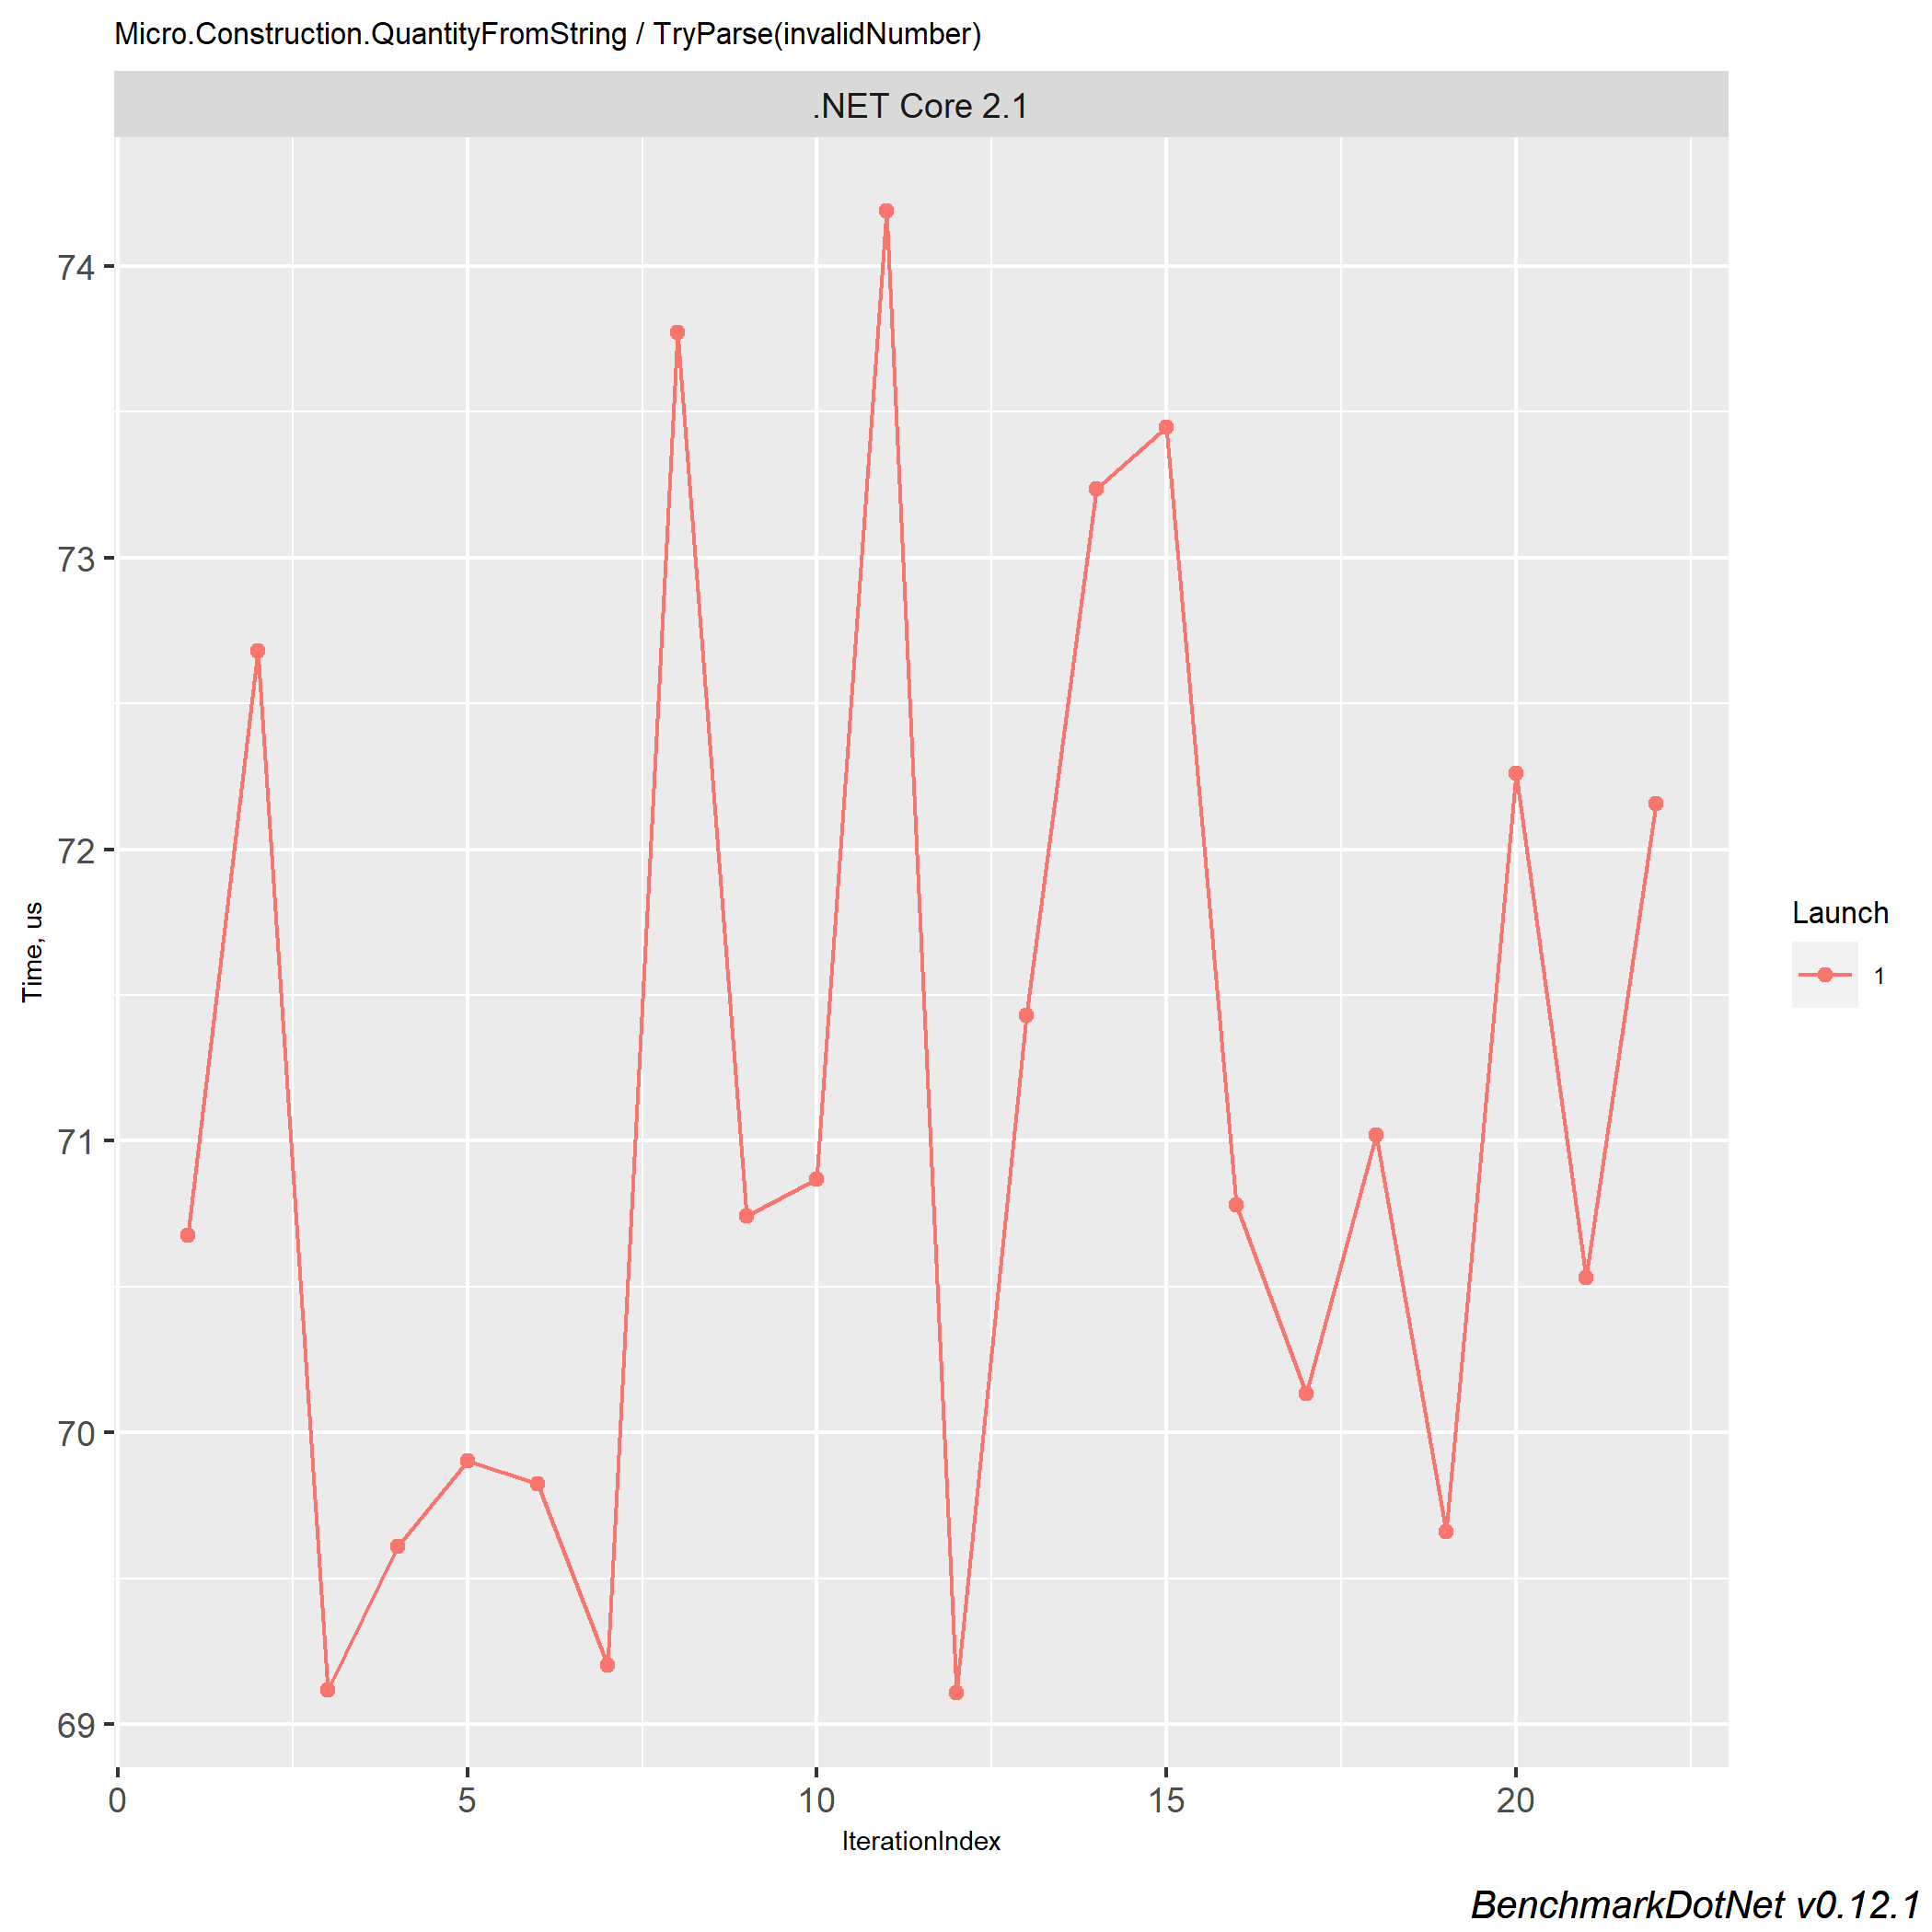 Micro.Construction.QuantityFromString / TryParse(invalidNumber)
.NET Core 2.1
74
73
72
71
70
69
Time, us
0 5 10 15 20
IterationIndex
Launch
1
BenchmarkDotNet v0.12.1